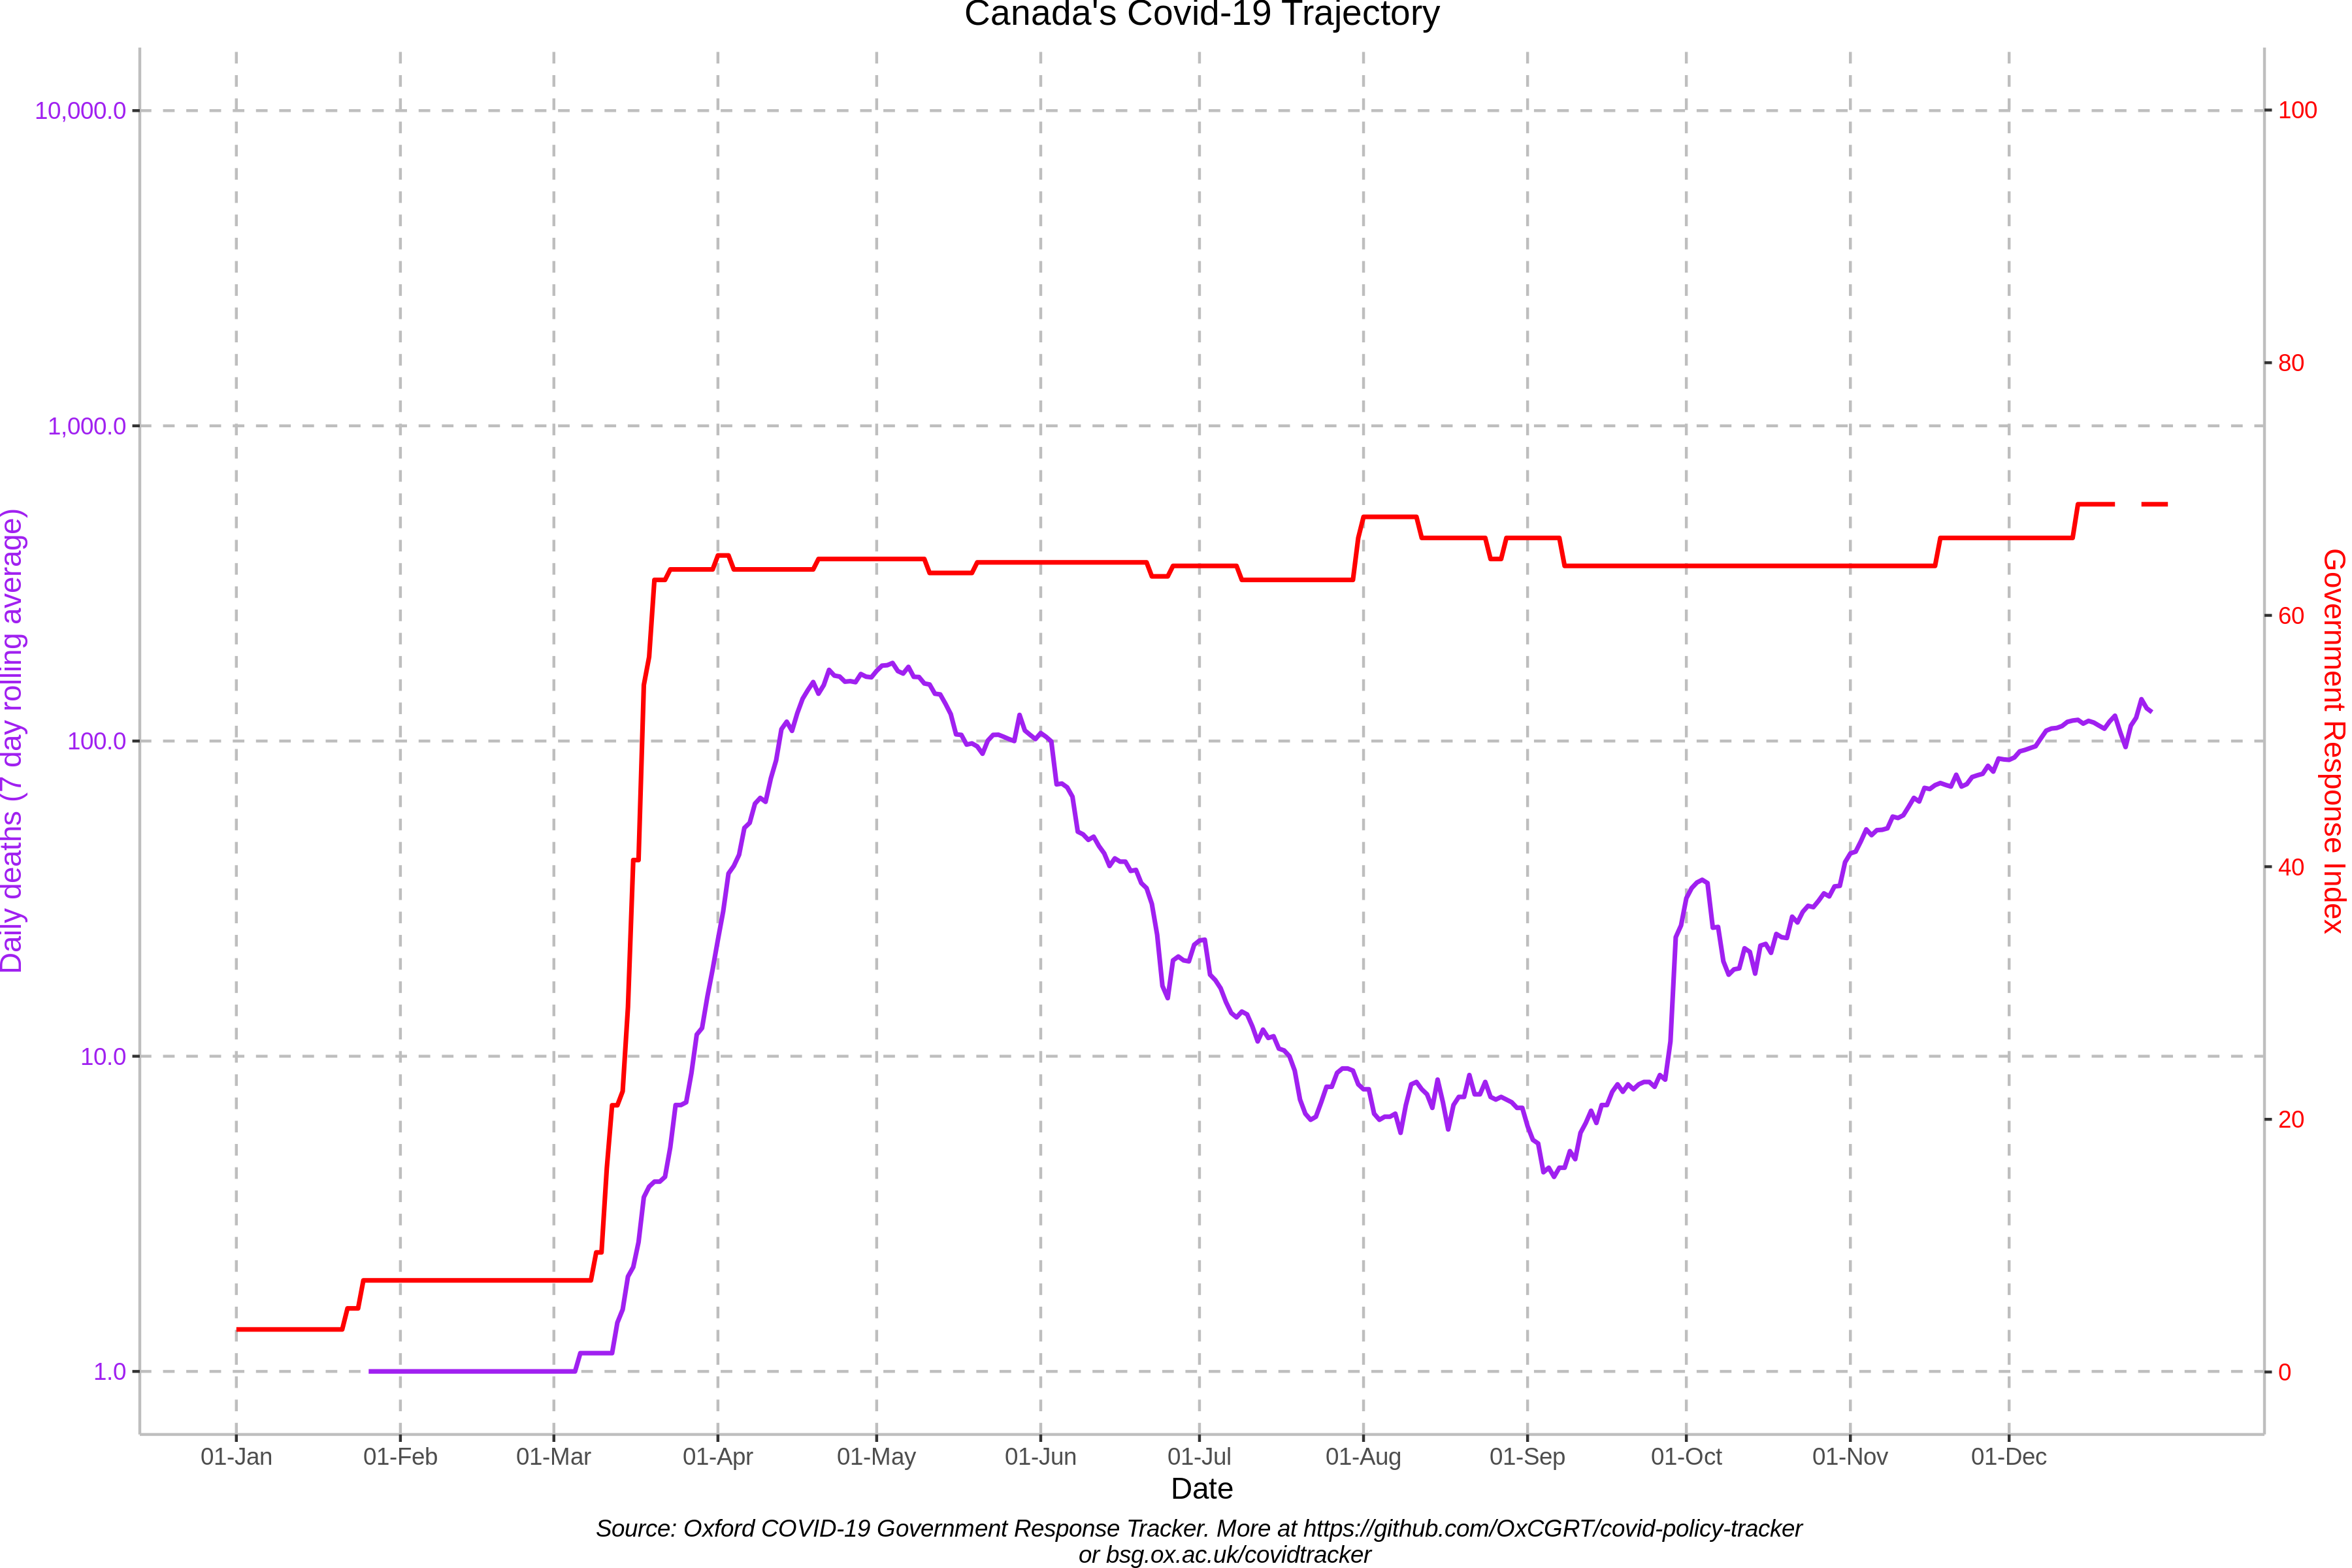 Canada's Covid-19 Trajectory
10,000.0
1,000.0
100.0
10.0
1.0
Daily deaths (7 day rolling average)
100
80
60
40
20
0
Government Response Index
01-Jan 01-Feb 01-Mar 01-Apr 01-May 01-Jun 01-Jul 01-Aug 01-Sep 01-Oct 01-Nov 01-Dec
Date
Source: Oxford COVID-19 Government Response Tracker. More at https://github.com/OxCGRT/covid-policy-tracker
or bsg.ox.ac.uk/covidtracker